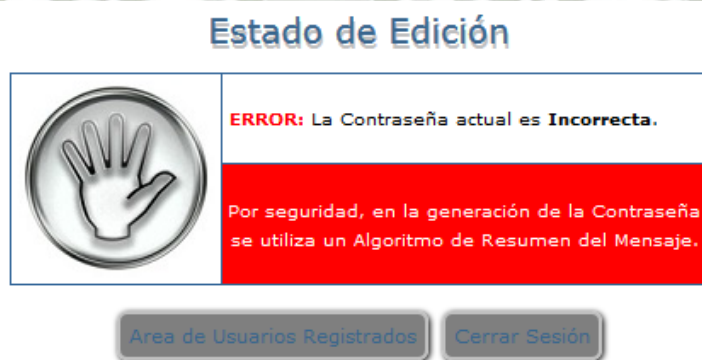 Estado de Edición
ERROR: La Contraseña actual es Incorrecta.
Por seguridad, en la generación de la Contraseña
se utiliza un Algoritmo de Resumen del Mensaje.
Area de Usuarios Registrados
Cerrar Sesión